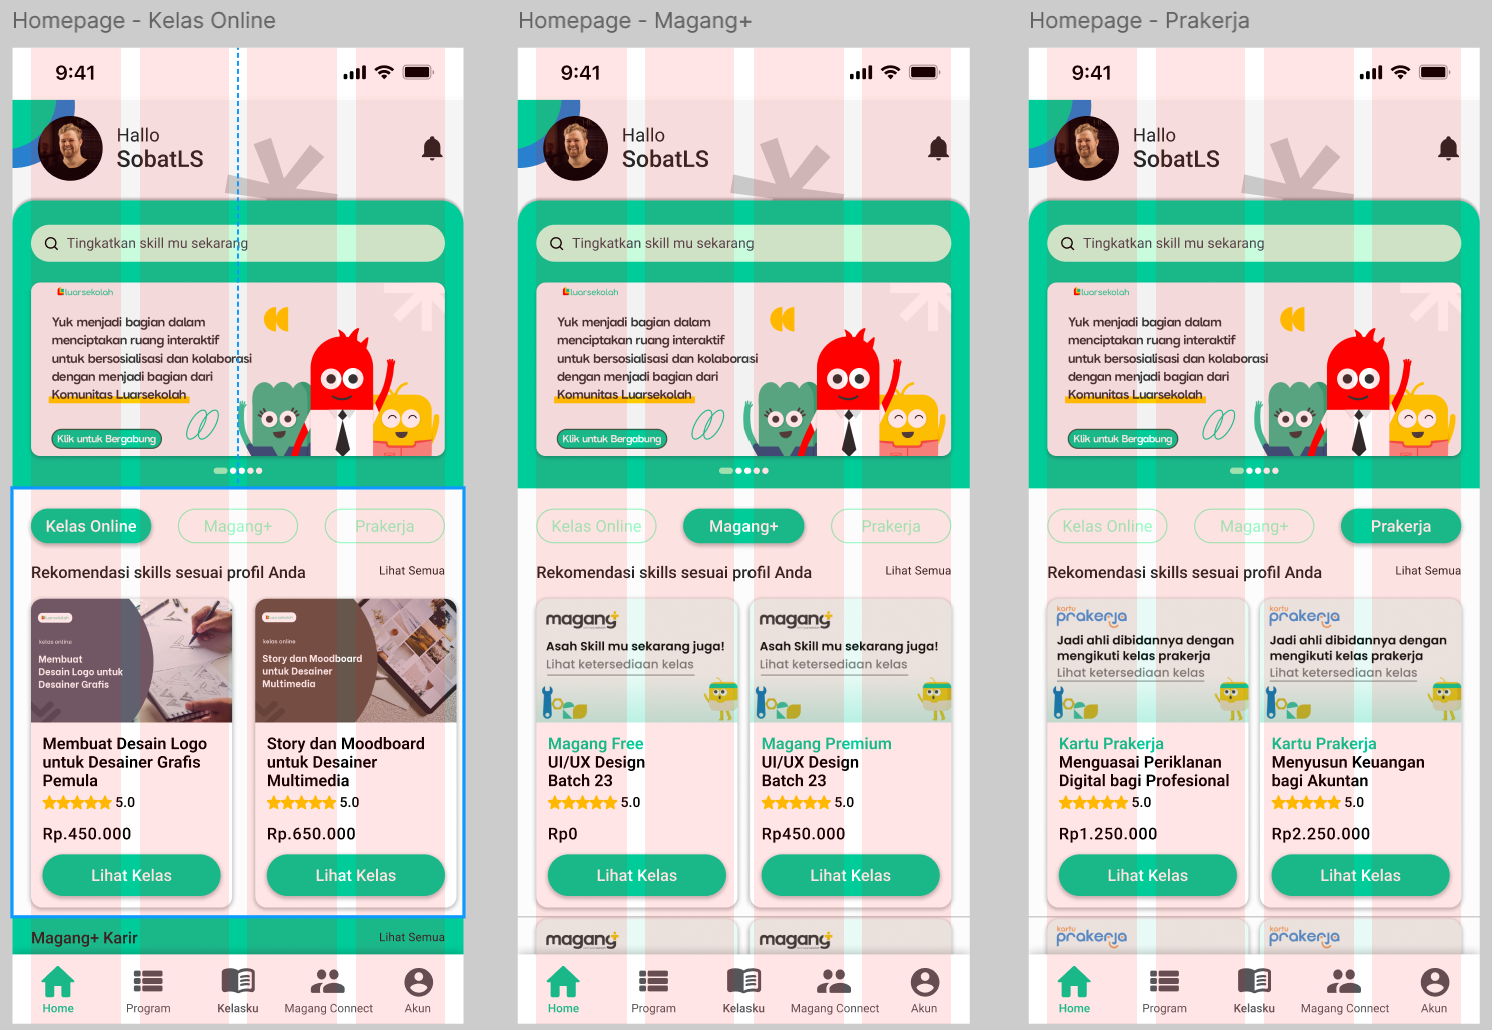 Homepage - Kelas Online
9:41
Hallo
SobatLS
Tingkatkan skill mu sekarang
luarsekolah
Yuk menjadi bagian dalam
menciptakan ruang interaktif
untuk bersosialisasi dan kolaborasi
dengan menjadi bagian dari
Komunitas Luarsekolah
Klik untuk Bergabung
Kelas Online
Magang+
Prakerja
Rekomendasi skills sesuai profil Anda
Lihat Semua
luarsekolah
kelas online
Membuat
Desain Logo untuk
Desainer Grafis
Membuat Desain Logo
untuk Desainer Grafis
Pemula
5.0
Rp.450.000
Lihat Kelas
kelas online
Story dan Moodboard
untuk Desainer
Multimedia
Story dan Moodboard
untuk Desainer
Multimedia
5.0
Rp.650.000
Lihat Kelas
Magang+ Karir
Lihat Semua
Home
Program
Kelasku
Magang Connect
Akun
Homepage - Magang+
9:41
Hallo
SobatLS
Tingkatkan skill mu sekarang
luarsekolah
Yuk menjadi bagian dalam
menciptakan ruang interaktif
untuk bersosialisasi dan kolaborasi
dengan menjadi bagian dari
Komunitas Luarsekolah
Klik untuk Bergabung
Kelas Online
Magang+
Prakerja
Rekomendasi skills sesuai profil Anda
Lihat Semua
magang+
Asah Skill mu sekarang juga!
Lihat ketersediaan kelas
Magang Free
UI/UX Design
Batch 23
5.0
Rp0
Lihat Kelas
magang+
Asah Skill mu sekarang juga!
Lihat ketersediaan kelas
Magang Premium
UI/UX Design
Batch 23
5.0
Rp450.000
Lihat Kelas
magang+
magang+
Home
Program
Kelasku
Magang Connect
Akun
Homepage - Prakerja
9:41
Hallo
SobatLS
Tingkatkan skill mu sekarang
luarsekolah
Yuk menjadi bagian dalam
menciptakan ruang interaktif
untuk bersosialisasi dan kolaborasi
dengan menjadi bagian dari
Komunitas Luarsekolah
Klik untuk Bergabung
Kelas Online
Magang+
Prakerja
Rekomendasi skills sesuai profil Anda
Lihat Semua
kartu
prakerja
Jadi ahli dibidannya dengan
mengikuti kelas prakerja
Lihat ketersediaan kelas
Kartu Prakerja
Menguasai Periklanan
Digital bagi Profesional
5.0
Rp1.250.000
Lihat Kelas
kartu
prakerja
Jadi ahli dibidannya dengan
mengikuti kelas prakerja
Lihat ketersediaan kelas
Kartu Prakerja
Menyusun Keuangan
bagi Akuntan
5.0
Rp2.250.000
Lihat Kelas
kartu
prakerja
kartu
prakerja
Home
Program
Kelasku
Magang Connect
Akun